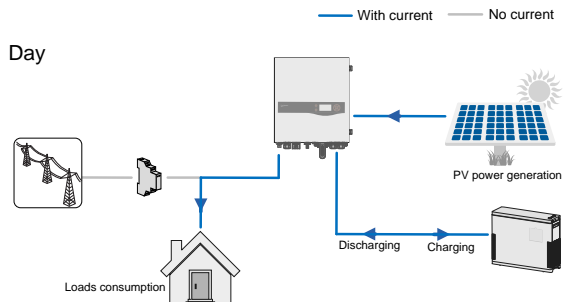 With current
No current
Day
PV power generation
Discharging
Charging
Loads consumption